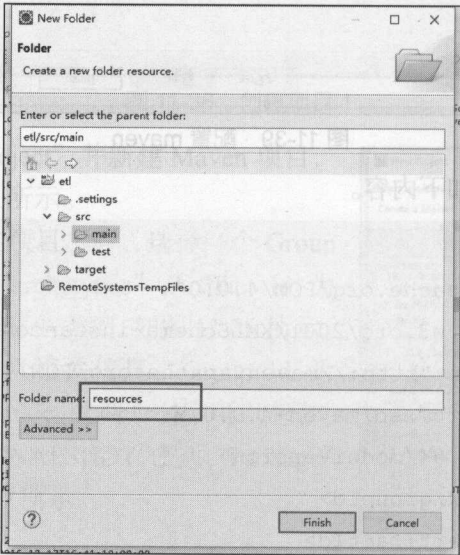 New Folder
Folder
Create a new folder resource.
Enter or select the parent folder:
etl/src/main
etl
.settings
src
main
test
target
RemoteSystemsTempFiles
Folder name: resources
Advanced >>
Finish
Cancel